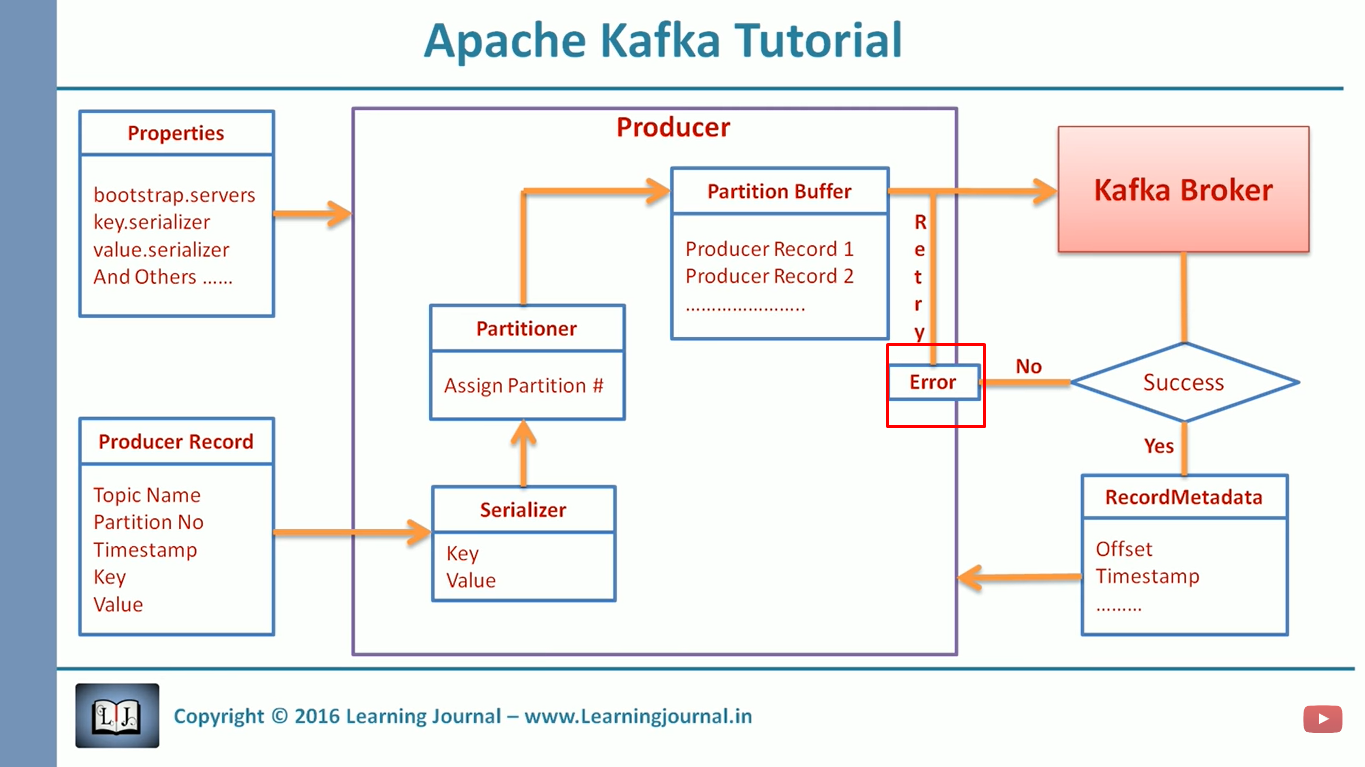 Apache Kafka Tutorial
Properties
bootstrap.servers
key.serializer
value.serializer
And Others ......
Producer
Partition Buffer
Producer Record 1
Producer Record 2
.......................
Retry
Kafka Broker
Partitioner
Assign Partition #
Error
No
Success
Yes
Producer Record
Topic Name
Partition No
Timestamp
Key
Value
Serializer
Key
Value
RecordMetadata
Offset
Timestamp
.........
LJ
Copyright © 2016 Learning Journal – www.Learningjournal.in